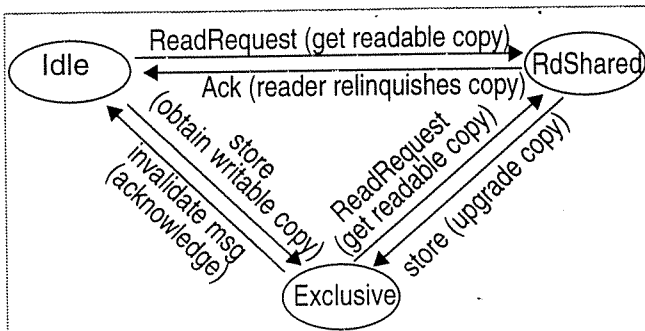 ReadRequest (get readable copy)
Idle
RdShared
Ack (reader relinquishes copy)
store
(obtain writable copy)
invalidate msg
(acknowledge)
ReadRequest
(get readable copy)
store (upgrade copy)
Exclusive